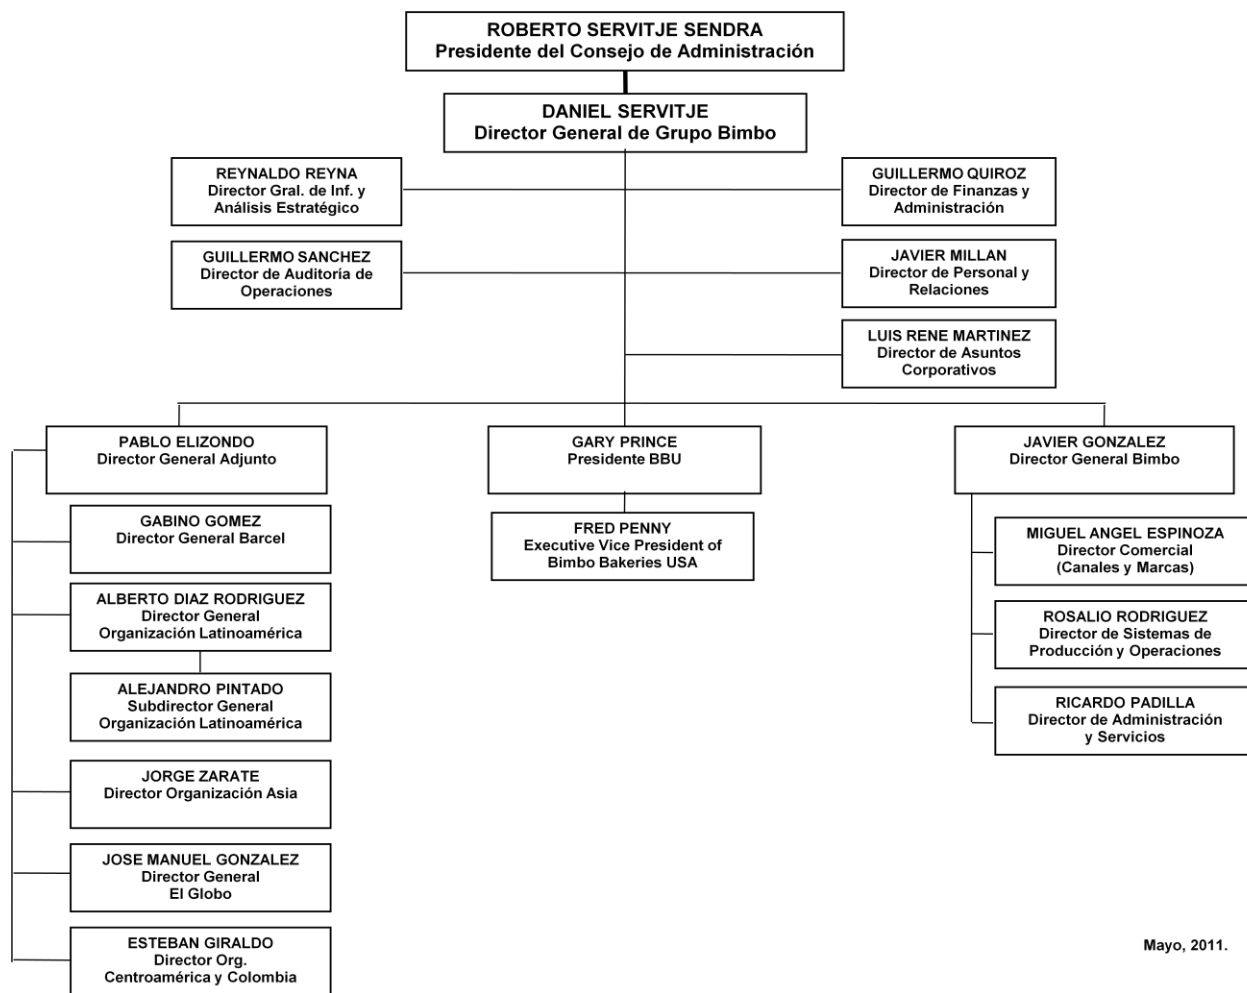 ROBERTO SERVITJE SENDRA
Presidente del Consejo de Administración
DANIEL SERVITJE
Director General de Grupo Bimbo
REYNALDO REYNA
Director Gral. de Inf. y
Análisis Estratégico
GUILLERMO QUIROZ
Director de Finanzas y
Administración
GUILLERMO SANCHEZ
Director de Auditoría de
Operaciones
JAVIER MILLAN
Director de Personal y
Relaciones
LUIS RENE MARTINEZ
Director de Asuntos
Corporativos
PABLO ELIZONDO
Director General Adjunto
GABINO GOMEZ
Director General Barcel
ALBERTO DIAZ RODRIGUEZ
Director General
Organización Latinoamérica
ALEJANDRO PINTADO
Subdirector General
Organización Latinoamérica
JORGE ZARATE
Director Organización Asia
JOSE MANUEL GONZALEZ
Director General
El Globo
ESTEBAN GIRALDO
Director Org.
Centroamérica y Colombia
GARY PRINCE
Presidente BBU
FRED PENNY
Executive Vice President of
Bimbo Bakeries USA
JAVIER GONZALEZ
Director General Bimbo
MIGUEL ANGEL ESPINOZA
Director Comercial
(Canales y Marcas)
ROSALIO RODRIGUEZ
Director de Sistemas de
Producción y Operaciones
RICARDO PADILLA
Director de Administración
y Servicios
Mayo, 2011.